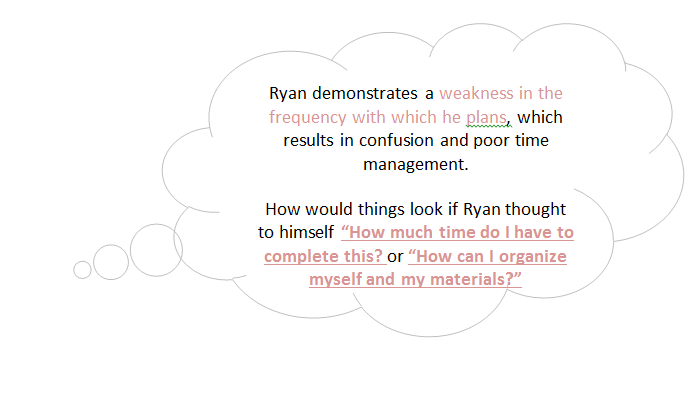 Ryan demonstrates a weakness in the
frequency with which he plans, which
results in confusion and poor time
management.
How would things look if Ryan thought
to himself “How much time do I have to
complete this? or “How can I organize
myself and my materials?”